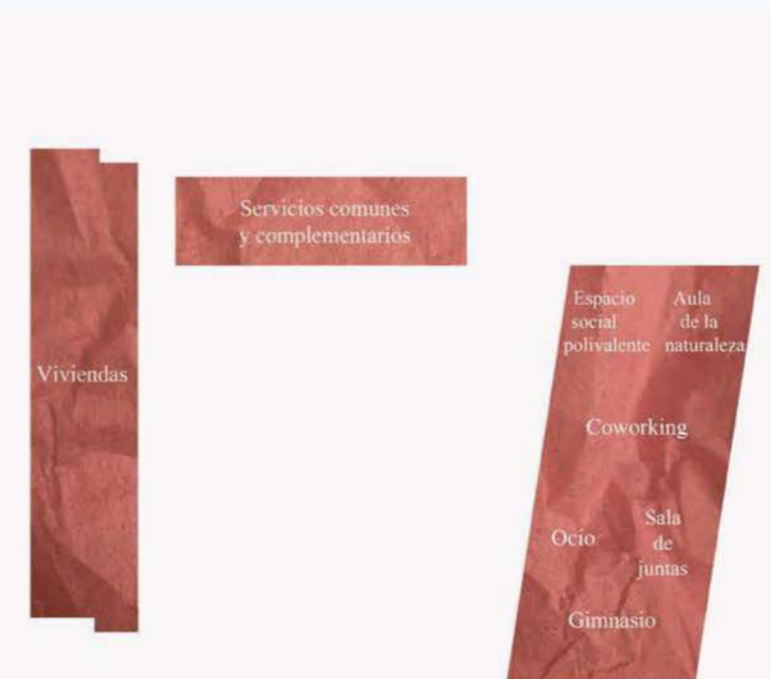 Servicios comunes
y complementarios
Viviendas
Espacio
social
polivalente
Aula
de la
naturaleza
Coworking
Ocio
Sala
de
juntas
Gimnasio